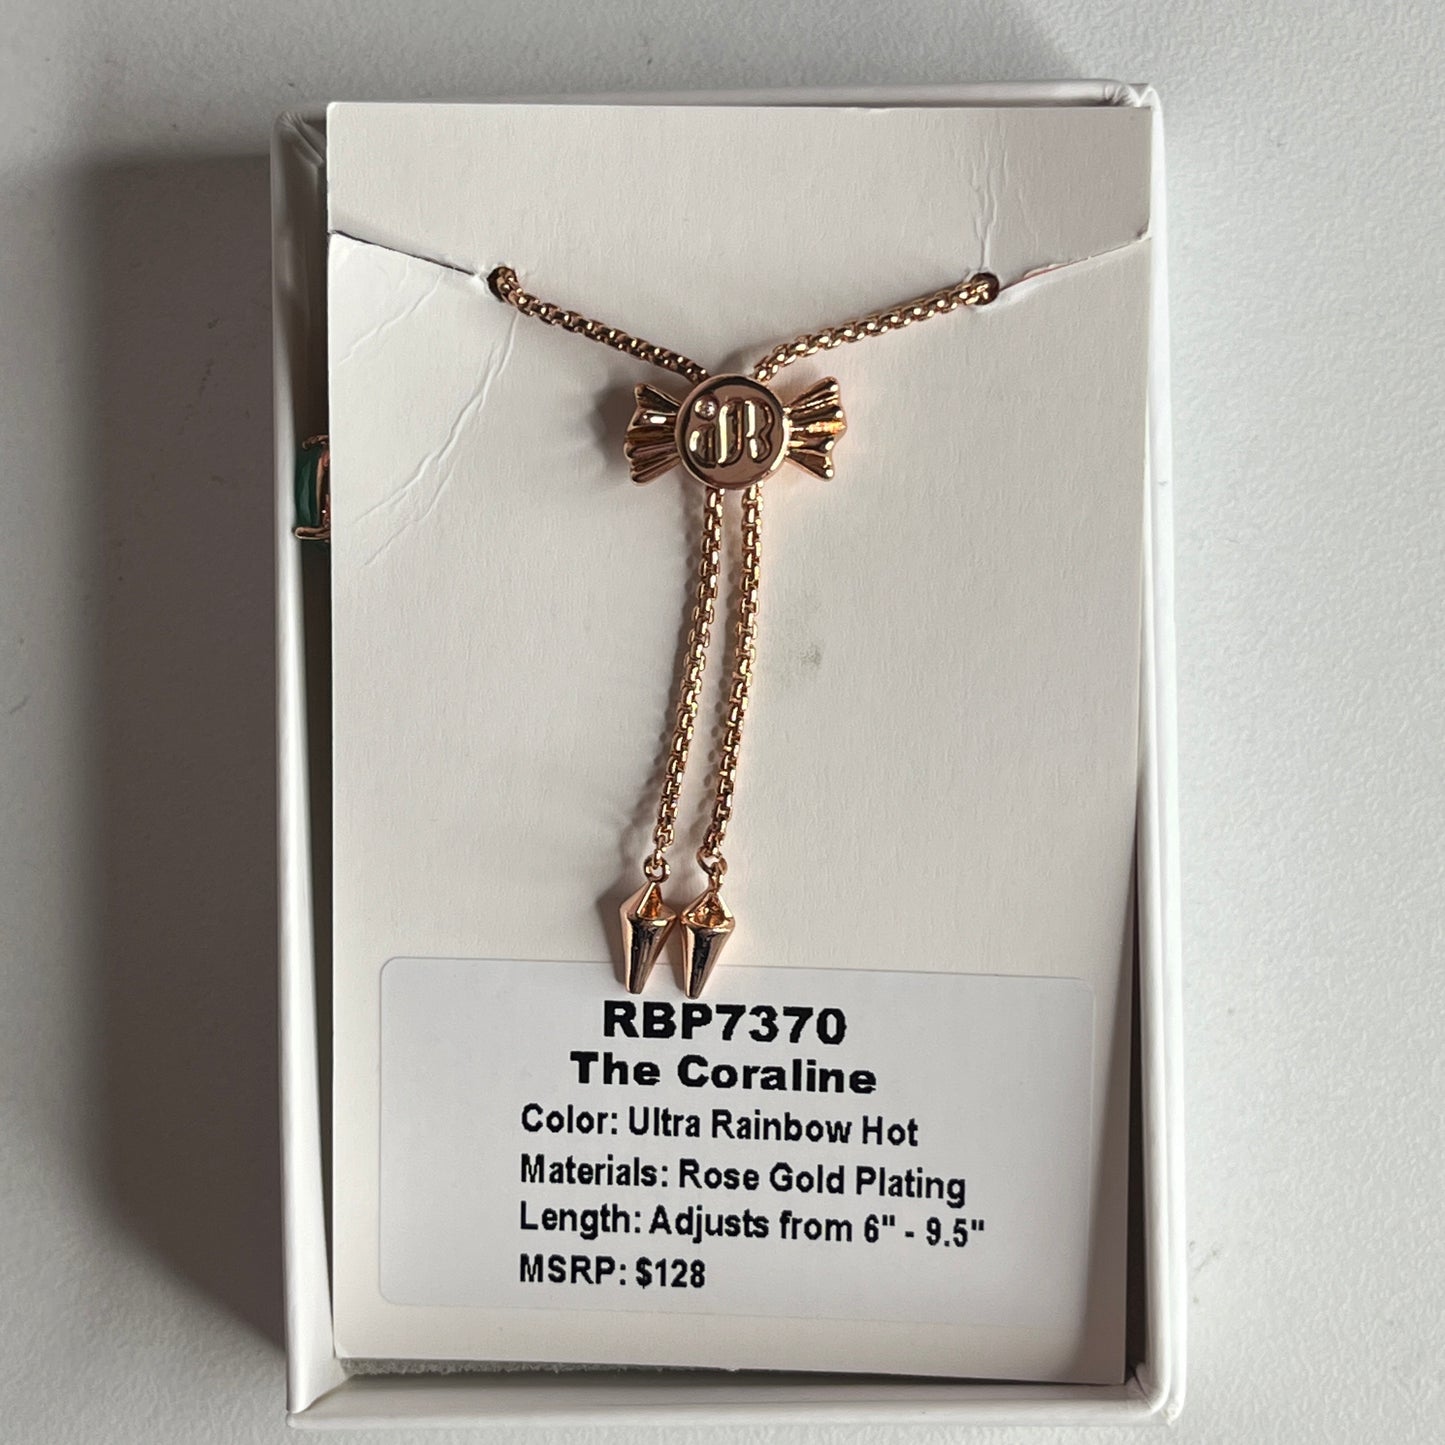 RBP7370
The Coraline
Color: Ultra Rainbow Hot
Materials: Rose Gold Plating
Length: Adjusts from 6" - 9.5"
MSRP: $128